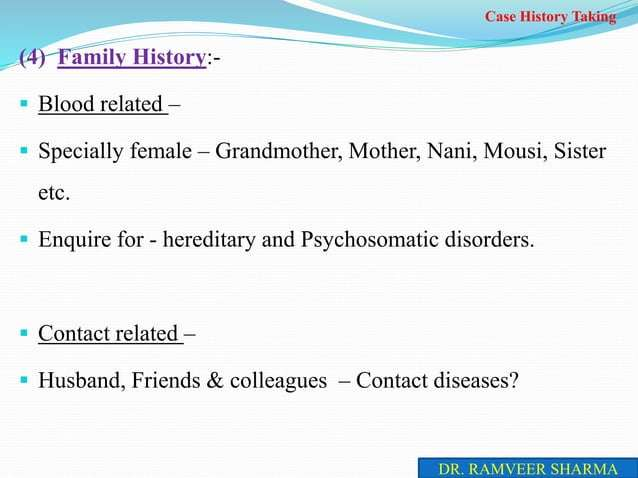 Case History Taking
(4) Family History:-
▪ Blood related –
▪ Specially female – Grandmother, Mother, Nani, Mousi, Sister
etc.
▪ Enquire for - hereditary and Psychosomatic disorders.
▪ Contact related –
▪ Husband, Friends & colleagues – Contact diseases?
DR. RAMVEER SHARMA